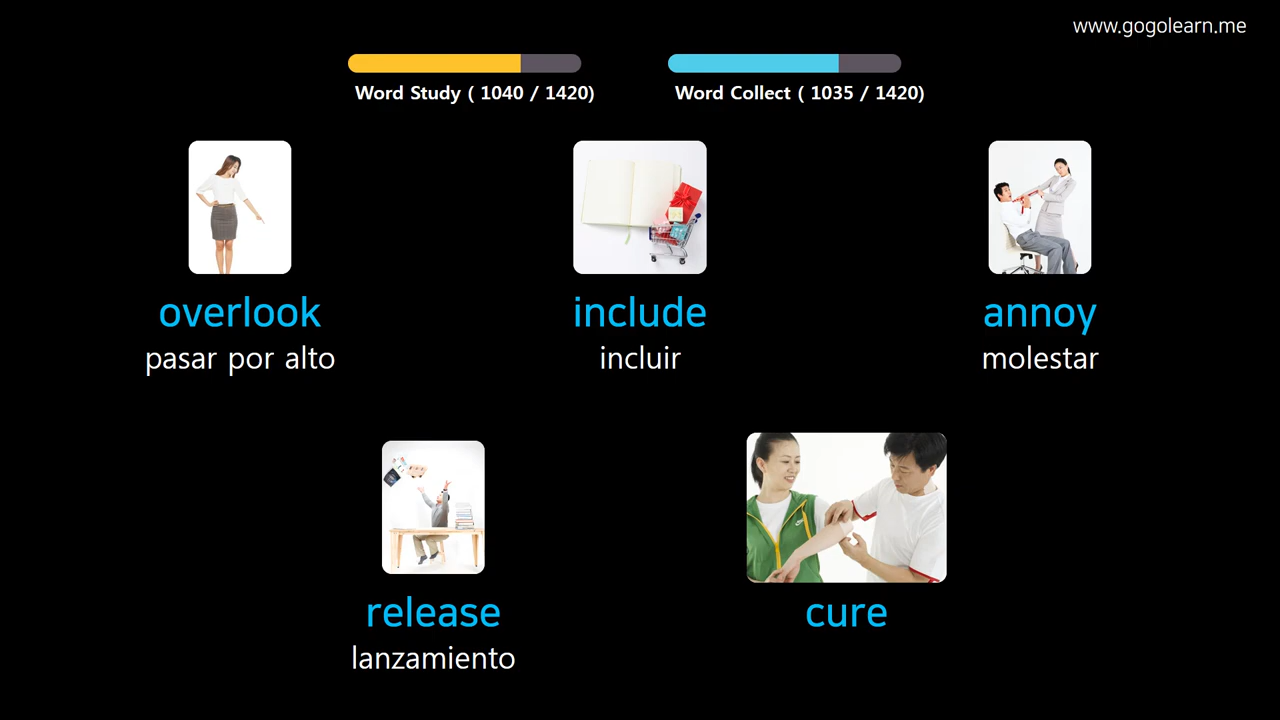 www.gogolearn.me
Word Study ( 1040 / 1420)
Word Collect ( 1035 / 1420)
overlook
pasar por alto
include
incluir
annoy
molestar
release
lanzamiento
cure